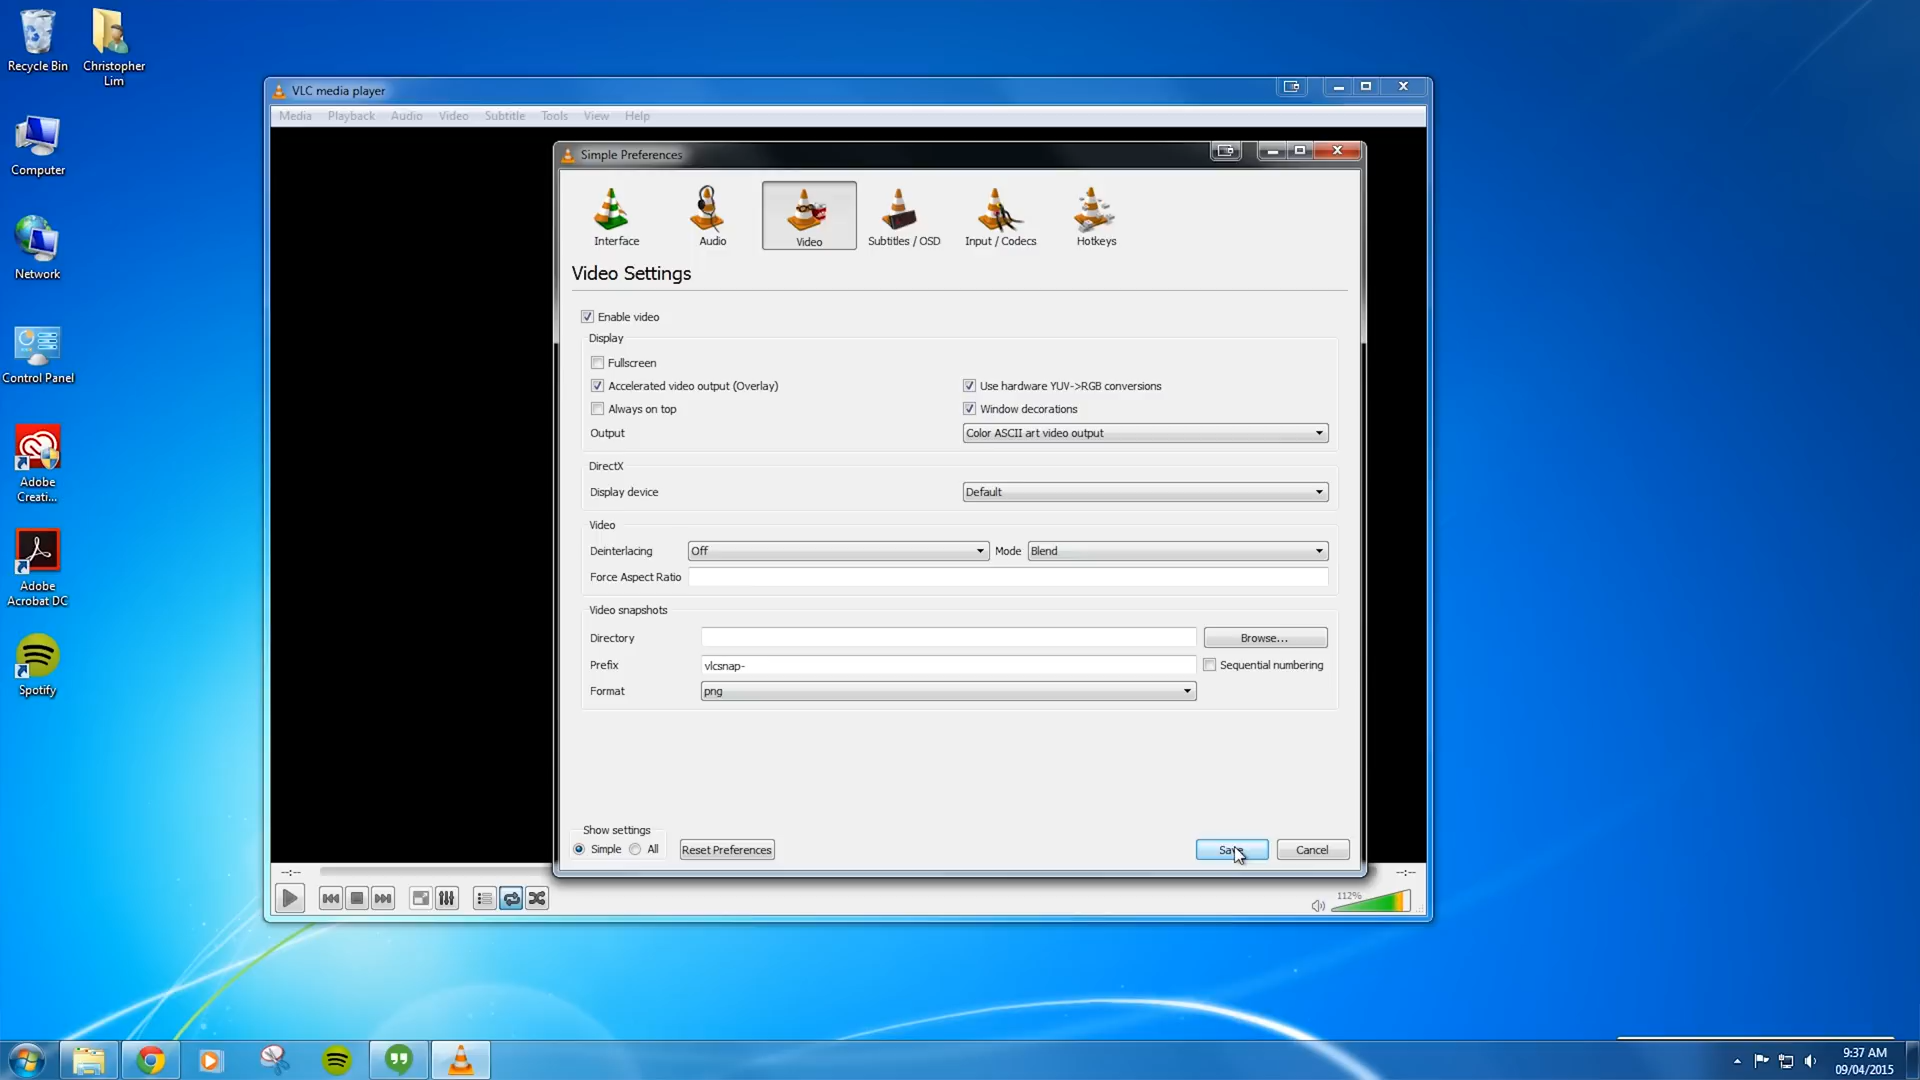 Recycle Bin
Christopher
Lim
Computer
Network
Control Panel
Adobe
Creati...
Adobe
Acrobat DC
Spotify
VLC media player
Media Playback Audio Video Subtitle Tools View Help
Simple Preferences
Interface Audio Video Subtitles / OSD Input / Codecs Hotkeys
Video Settings
Enable video
Display
Fullscreen
Accelerated video output (Overlay) Use hardware YUV->RGB conversions
Always on top Window decorations
Output Color ASCII art video output
DirectX
Display device Default
Video
Deinterlacing Off Mode Blend
Force Aspect Ratio
Video snapshots
Directory Browse...
Prefix vlcsnap- Sequential numbering
Format png
Show settings
Simple All Reset Preferences Save Cancel
--:-- --:--
112%
9:37 AM
09/04/2015